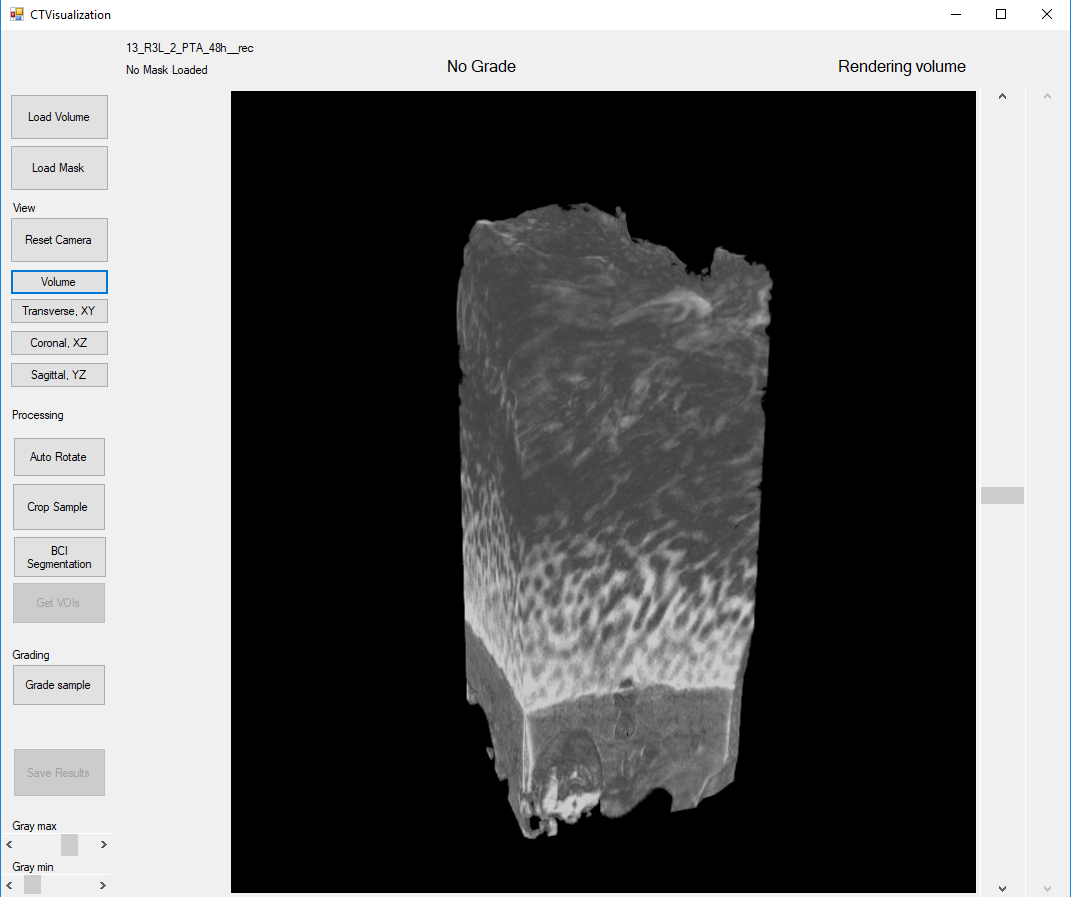 CTVisualization
13_R3L_2_PTA_48h__rec
No Mask Loaded
No Grade
Rendering volume
Load Volume
Load Mask
View
Reset Camera
Volume
Transverse, XY
Coronal, XZ
Sagittal, YZ
Processing
Auto Rotate
Crop Sample
BCI
Segmentation
Get VOIs
Grading
Grade sample
Save Results
Gray max
Gray min